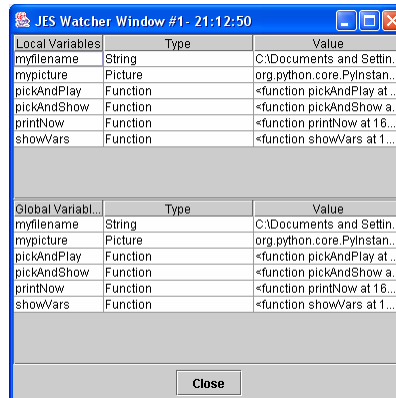 JES Watcher Window #1- 21:12:50
Local Variables Type Value
myfilename String C:\Documents and Settin...
mypicture Picture org.python.core.PyInstan...
pickAndPlay Function <function pickAndPlay at ...
pickAndShow Function <function pickAndShow a...
printNow Function <function printNow at 16...
showVars Function <function showVars at 1...
Global Variabl... Type Value
myfilename String C:\Documents and Settin...
mypicture Picture org.python.core.PyInstan...
pickAndPlay Function <function pickAndPlay at ...
pickAndShow Function <function pickAndShow a...
printNow Function <function printNow at 16...
showVars Function <function showVars at 1...
Close